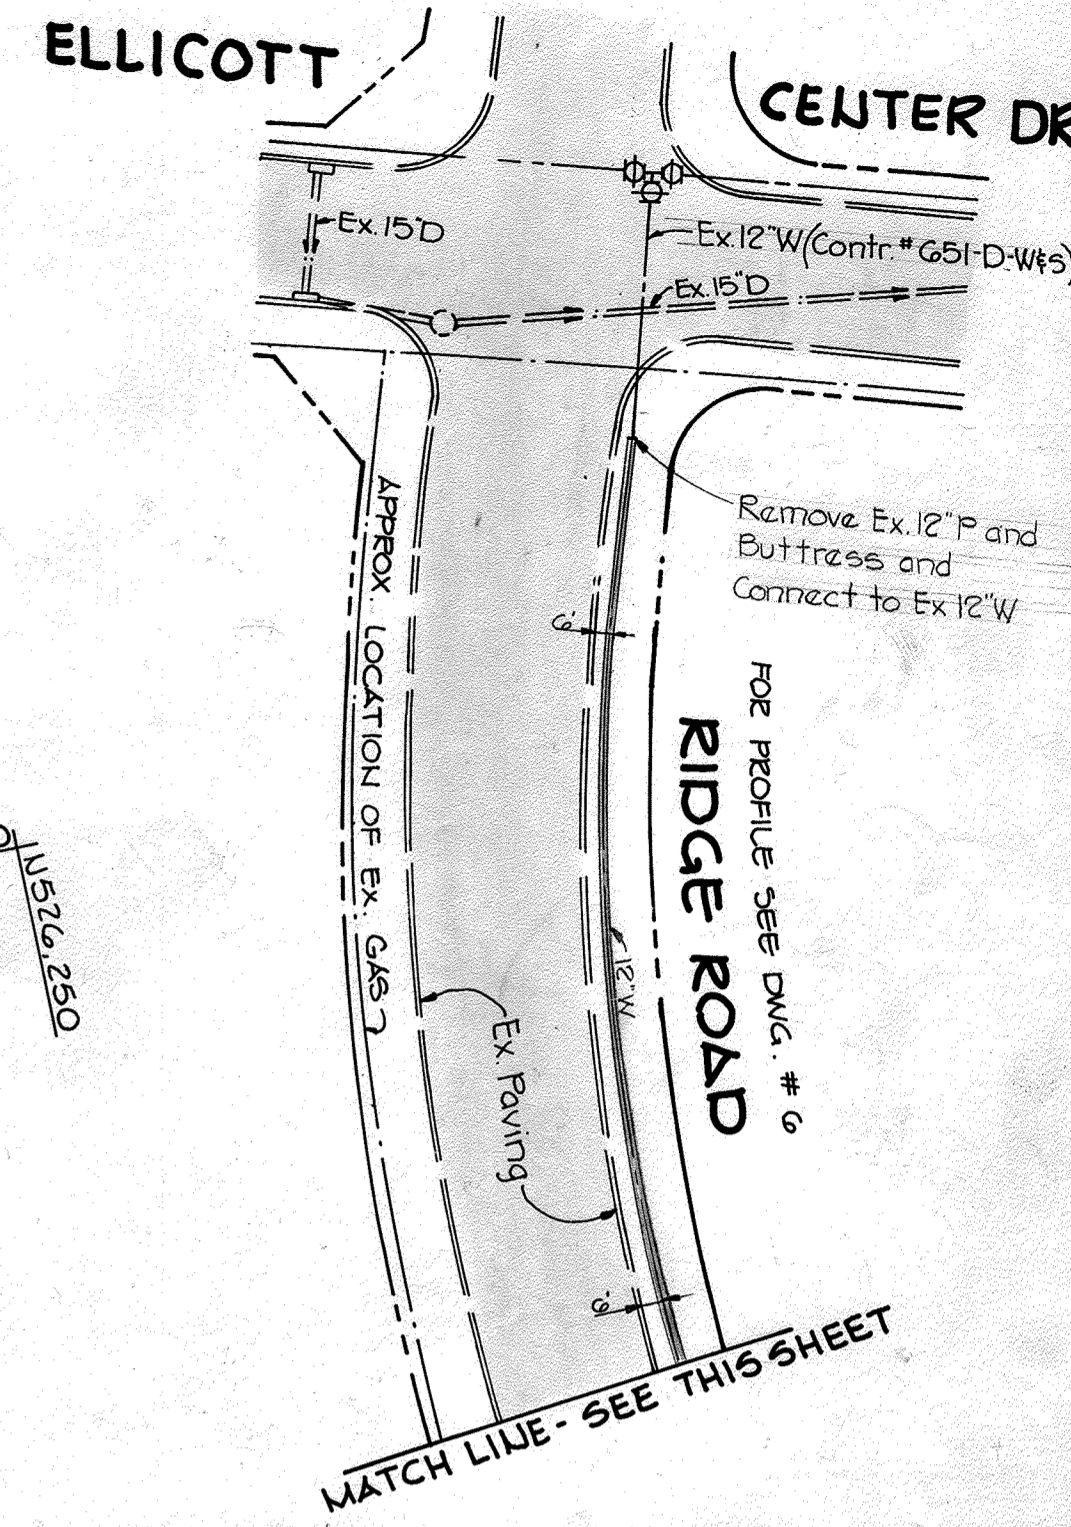 ELLICOTT
CENTER DR
Ex. 15"D
Ex. 12"W (Contr. # 651-D-W&S)
Ex. 15"D
Remove Ex. 12" P and
Buttress and
Connect to Ex 12"W
6'
APPROX. LOCATION OF EX. GAS
FOR PROFILE SEE DWG. # 6
RIDGE ROAD
N526,250
12"W
Ex. Paving
6'
MATCH LINE - SEE THIS SHEET